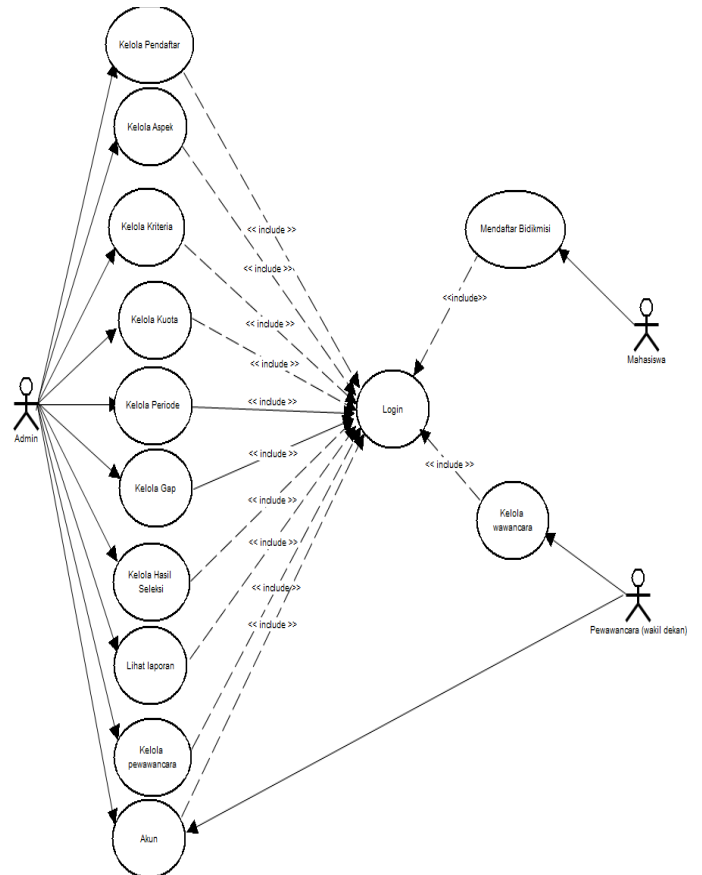 Kelola Pendaftar
Kelola Aspek
Kelola Kriteria
<< include >>
Mendaftar Bidikmisi
<< include >>
<<include>>
Kelola Kuota
<< include >>
Mahasiswa
<< include >>
Kelola Periode
<< include >>
Login
Admin
<< include >>
<< include >>
Kelola Gap
<< include >>
Kelola
wawancara
<< include >>
Kelola Hasil
Seleksi
<< include >>
<< include >>
Pewawancara (wakil dekan)
Lihat laporan
Kelola
pewawancara
Akun